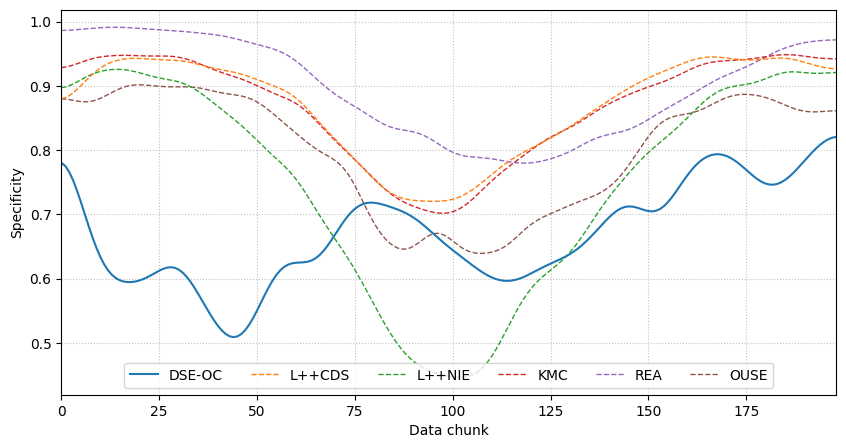 1.0
0.9
0.8
0.7
0.6
0.5
Specificity
DSE-OC L++CDS L++NIE KMC REA OUSE
0 25 50 75 100 125 150 175
Data chunk